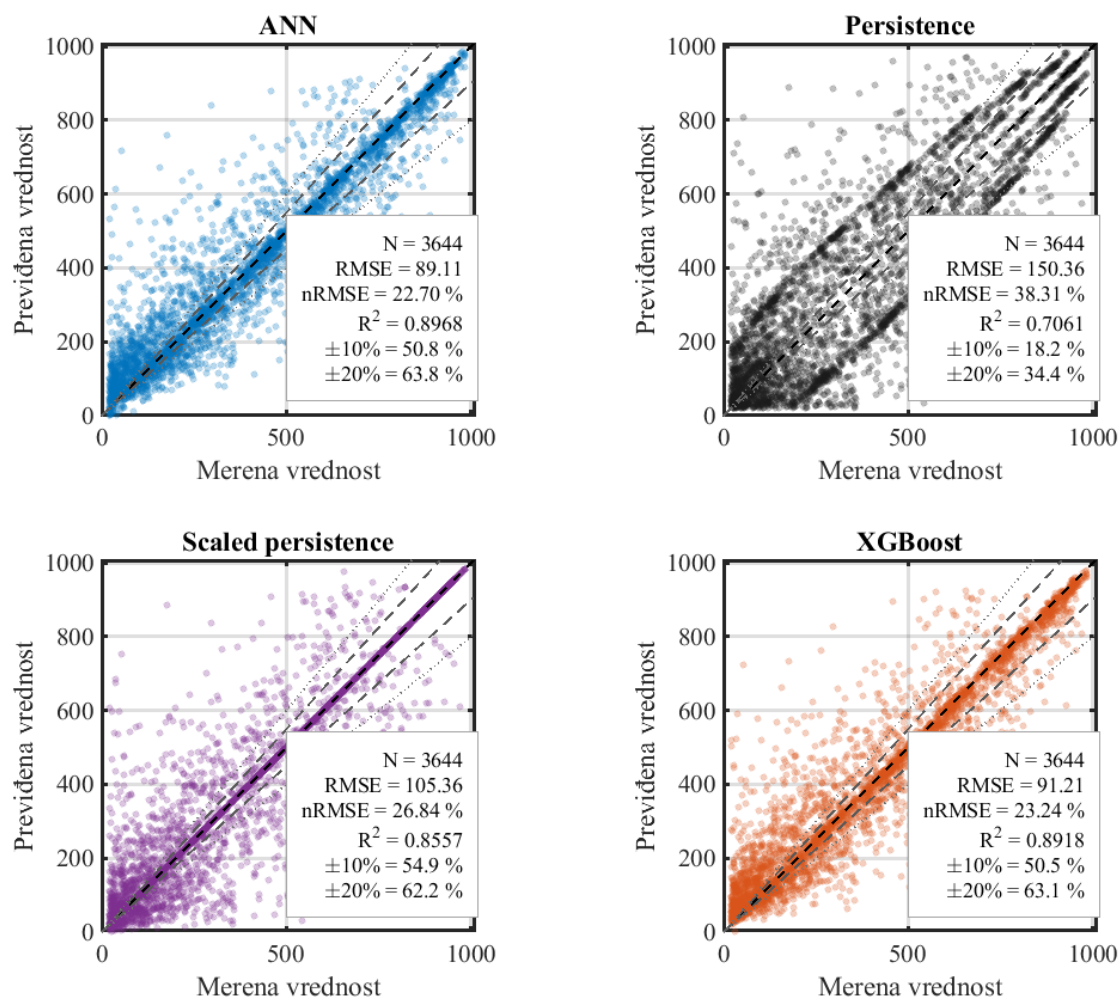 ANN
1000
800
600
400
200
0
Previđena vrednost
N = 3644
RMSE = 89.11
nRMSE = 22.70 %
R² = 0.8968
±10% = 50.8 %
±20% = 63.8 %
0 500 1000
Merena vrednost
Persistence
1000
800
600
400
200
0
Previđena vrednost
N = 3644
RMSE = 150.36
nRMSE = 38.31 %
R² = 0.7061
±10% = 18.2 %
±20% = 34.4 %
0 500 1000
Merena vrednost
Scaled persistence
1000
800
600
400
200
0
Previđena vrednost
N = 3644
RMSE = 105.36
nRMSE = 26.84 %
R² = 0.8557
±10% = 54.9 %
±20% = 62.2 %
0 500 1000
Merena vrednost
XGBoost
1000
800
600
400
200
0
Previđena vrednost
N = 3644
RMSE = 91.21
nRMSE = 23.24 %
R² = 0.8918
±10% = 50.5 %
±20% = 63.1 %
0 500 1000
Merena vrednost